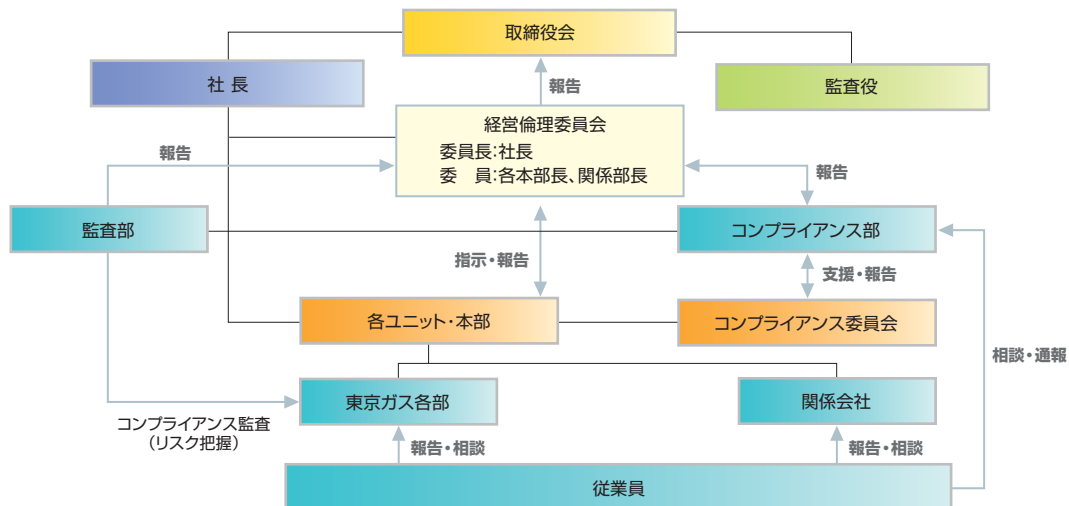 取締役会
社 長
監査役
報告
経営倫理委員会
委員長:社長
委　員:各本部長、関係部長
報告
報告
監査部
コンプライアンス部
指示・報告
支援・報告
各ユニット・本部
コンプライアンス委員会
相談・通報
東京ガス各部
関係会社
コンプライアンス監査
（リスク把握）
報告・相談
報告・相談
従業員